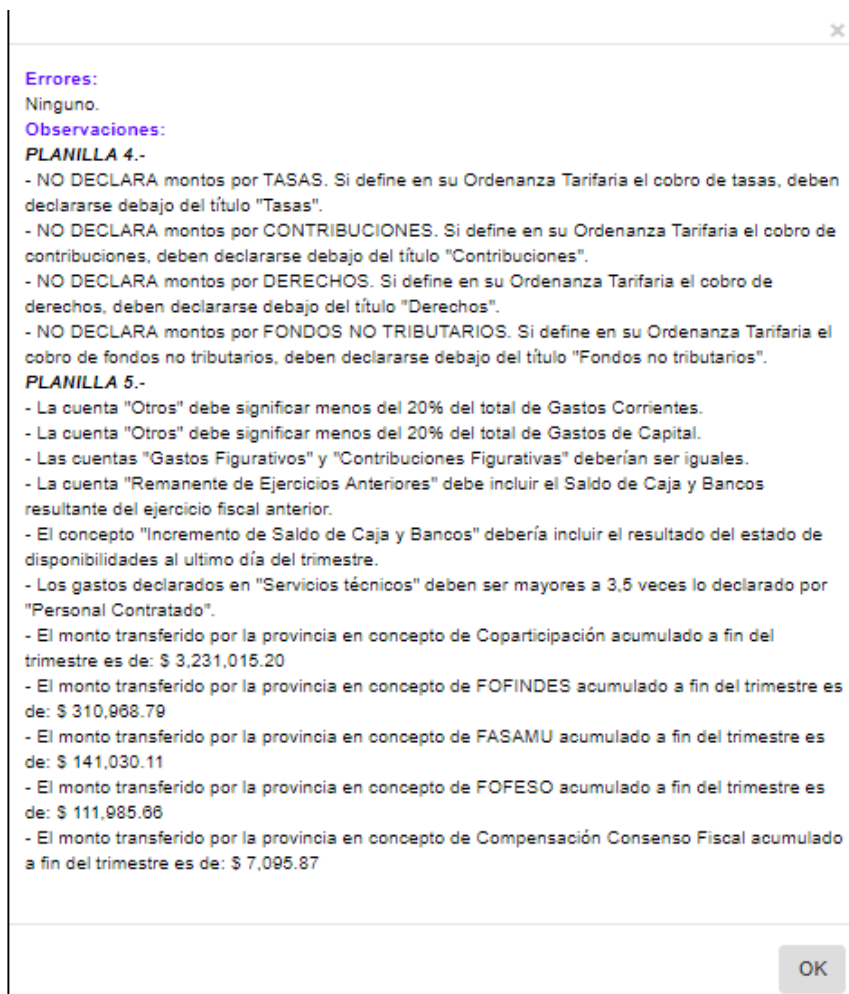 ×
Errores:
Ninguno.
Observaciones:
PLANILLA 4.-
- NO DECLARA montos por TASAS. Si define en su Ordenanza Tarifaria el cobro de tasas, deben
declararse debajo del título "Tasas".
- NO DECLARA montos por CONTRIBUCIONES. Si define en su Ordenanza Tarifaria el cobro de
contribuciones, deben declararse debajo del título "Contribuciones".
- NO DECLARA montos por DERECHOS. Si define en su Ordenanza Tarifaria el cobro de
derechos, deben declararse debajo del título "Derechos".
- NO DECLARA montos por FONDOS NO TRIBUTARIOS. Si define en su Ordenanza Tarifaria el
cobro de fondos no tributarios, deben declararse debajo del título "Fondos no tributarios".
PLANILLA 5.-
- La cuenta "Otros" debe significar menos del 20% del total de Gastos Corrientes.
- La cuenta "Otros" debe significar menos del 20% del total de Gastos de Capital.
- Las cuentas "Gastos Figurativos" y "Contribuciones Figurativas" deberían ser iguales.
- La cuenta "Remanente de Ejercicios Anteriores" debe incluir el Saldo de Caja y Bancos
resultante del ejercicio fiscal anterior.
- El concepto "Incremento de Saldo de Caja y Bancos" debería incluir el resultado del estado de
disponibilidades al ultimo día del trimestre.
- Los gastos declarados en "Servicios técnicos" deben ser mayores a 3,5 veces lo declarado por
"Personal Contratado".
- El monto transferido por la provincia en concepto de Coparticipación acumulado a fin del
trimestre es de: $ 3,231,015.20
- El monto transferido por la provincia en concepto de FOFINDES acumulado a fin del trimestre es
de: $ 310,968.79
- El monto transferido por la provincia en concepto de FASAMU acumulado a fin del trimestre es
de: $ 141,030.11
- El monto transferido por la provincia en concepto de FOFESO acumulado a fin del trimestre es
de: $ 111,985.66
- El monto transferido por la provincia en concepto de Compensación Consenso Fiscal acumulado
a fin del trimestre es de: $ 7,095.87
OK